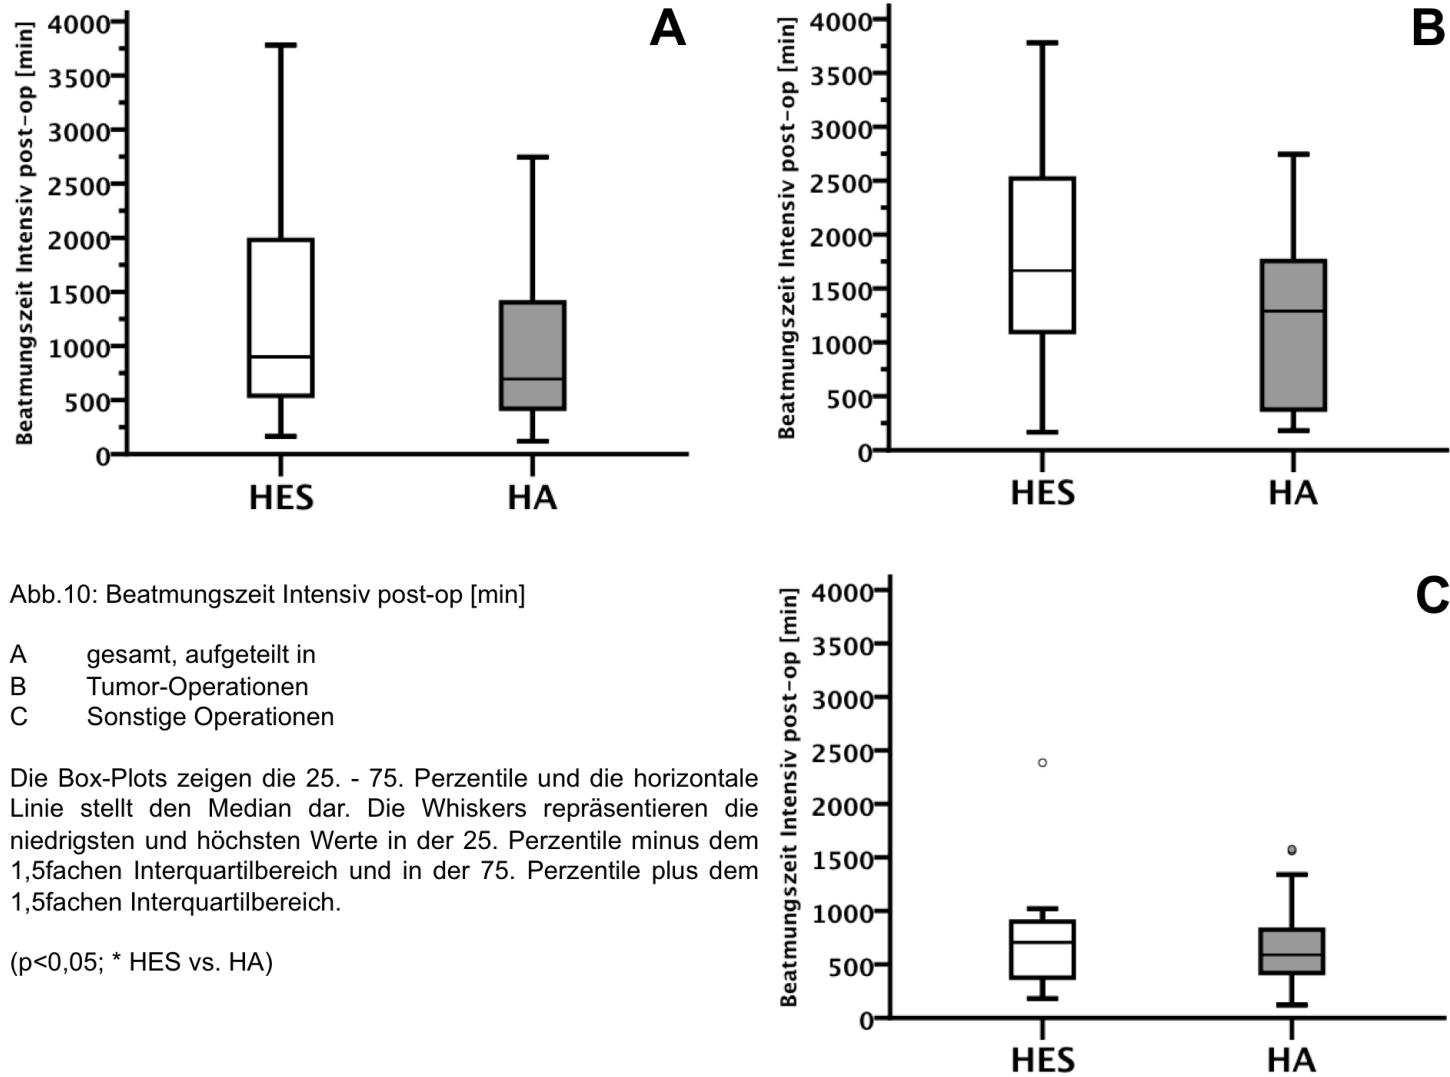 A
Beatmungszeit Intensiv post-op [min]
4000
3500
3000
2500
2000
1500
1000
500
0
HES HA
B
Beatmungszeit Intensiv post-op [min]
4000
3500
3000
2500
2000
1500
1000
500
0
HES HA
Abb.10: Beatmungszeit Intensiv post-op [min]
A gesamt, aufgeteilt in
B Tumor-Operationen
C Sonstige Operationen
Die Box-Plots zeigen die 25. - 75. Perzentile und die horizontale
Linie stellt den Median dar. Die Whiskers repräsentieren die
niedrigsten und höchsten Werte in der 25. Perzentile minus dem
1,5fachen Interquartilbereich und in der 75. Perzentile plus dem
1,5fachen Interquartilbereich.
(p<0,05; * HES vs. HA)
C
Beatmungszeit Intensiv post-op [min]
4000
3500
3000
2500
2000
1500
1000
500
0
HES HA